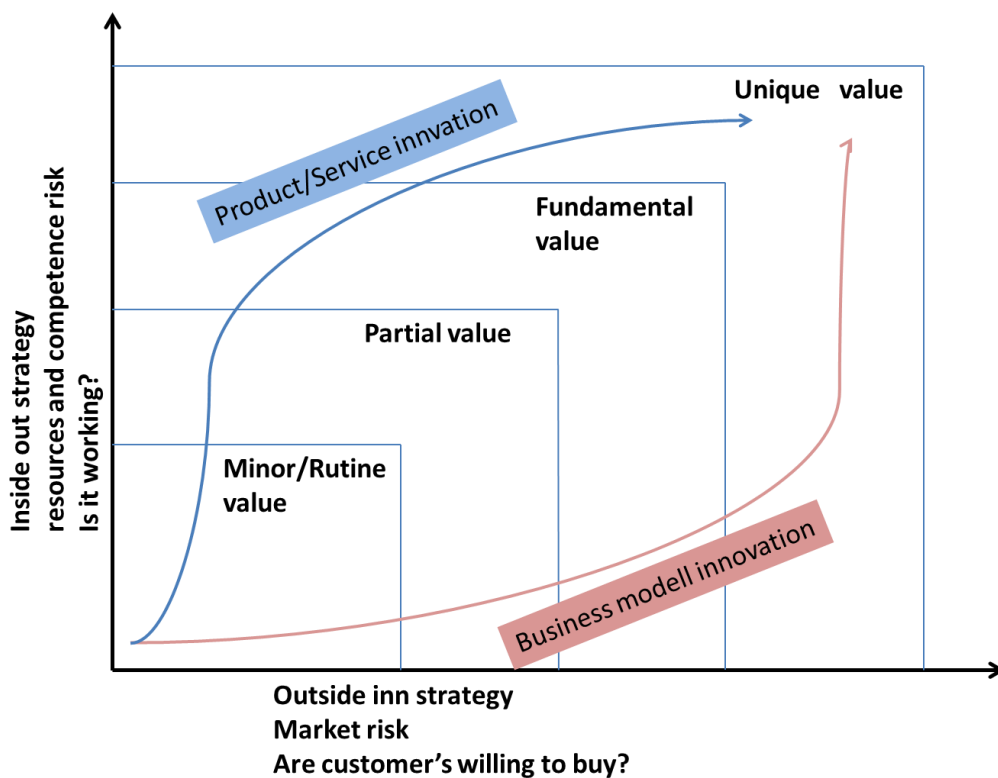 Unique value
Product/Service innvation
Fundamental
value
Partial value
Minor/Rutine
value
Business modell innovation
Inside out strategy
resources and competence risk
Is it working?
Outside inn strategy
Market risk
Are customer’s willing to buy?